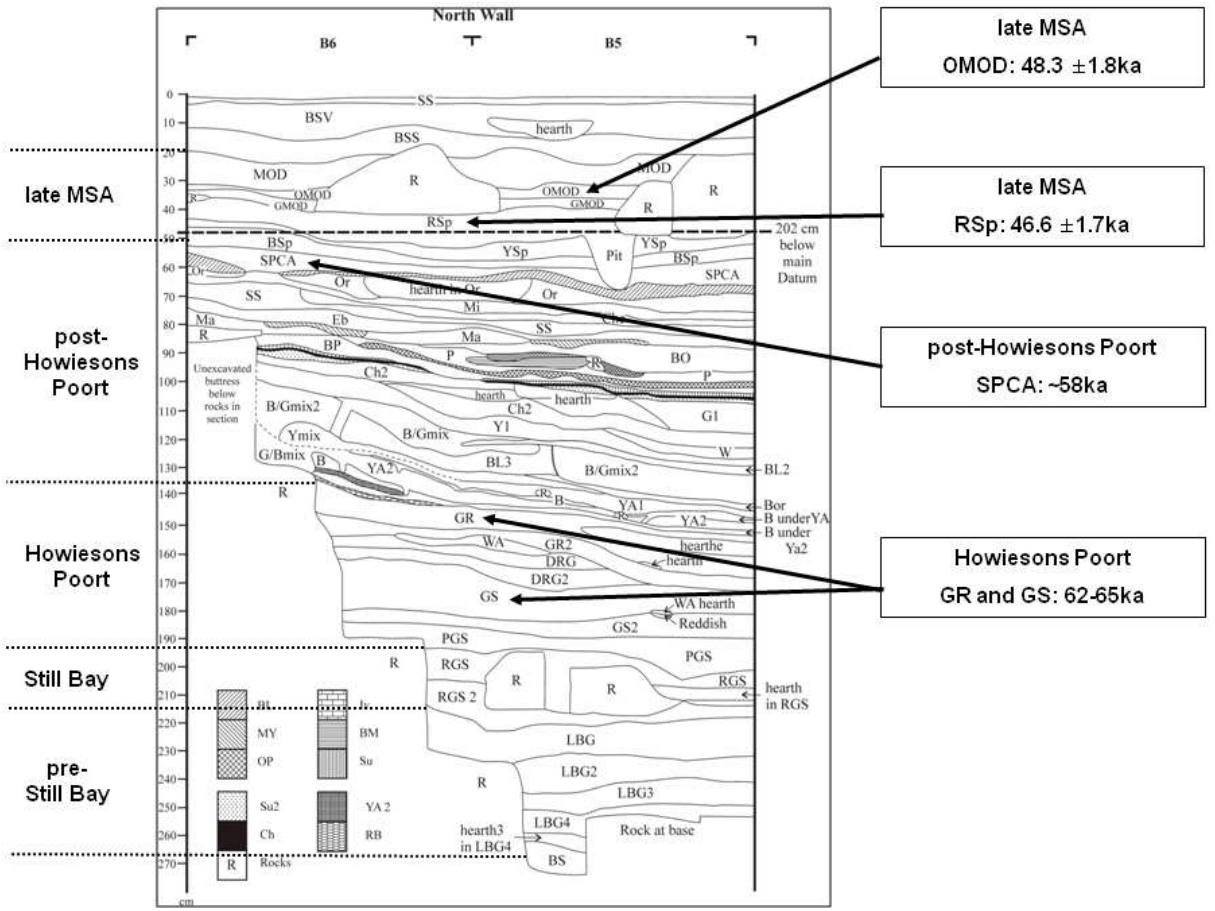 North Wall
B6
B5
0
10
20
30
40
50
60
70
80
90
100
110
120
130
140
150
160
170
180
190
200
210
220
230
240
250
260
270
cm
late MSA
post-
Howiesons
Poort
Howiesons
Poort
Still Bay
pre-
Still Bay
SS
BSV
hearth
BSS
MOD
MOD
R
R
OMOD
OMOD
R
GMOD
GMOD
R
RSp
202 cm
below
main
Datum
BSp
YSp
Pit
YSp
BSp
SPCA
SPCA
Or
Or
hearth in Or
Or
SS
Mi
Che
Ma
Eb
SS
R
BP
Ma
BO
P
R
P
Unexcavated
buttress
below
rocks in
section
Ch2
hearth
hearth
Ch2
G1
B/Gmix2
B/Gmix
Y1
Ymix
W
G/Bmix
BL3
B/Gmix2
BL2
B
YA2
R
B
YA1
Bor
R
R
YA2
B underYA
GR
B under
Ya2
hearthe
WA
GR2
hearth
DRG
DRG2
GS
WA hearth
Reddish
GS2
PGS
PGS
R
RGS
R
R
RGS
hearth
in RGS
RGS 2
LBG
LBG2
R
LBG3
LBG4
Rock at base
hearth3
in LBG4
BS
BL
Iv
MY
BM
OP
Su
Su2
YA 2
Ch
RB
R
Rocks
late MSA
OMOD: 48.3 ±1.8ka
late MSA
RSp: 46.6 ±1.7ka
post-Howiesons Poort
SPCA: ~58ka
Howiesons Poort
GR and GS: 62-65ka